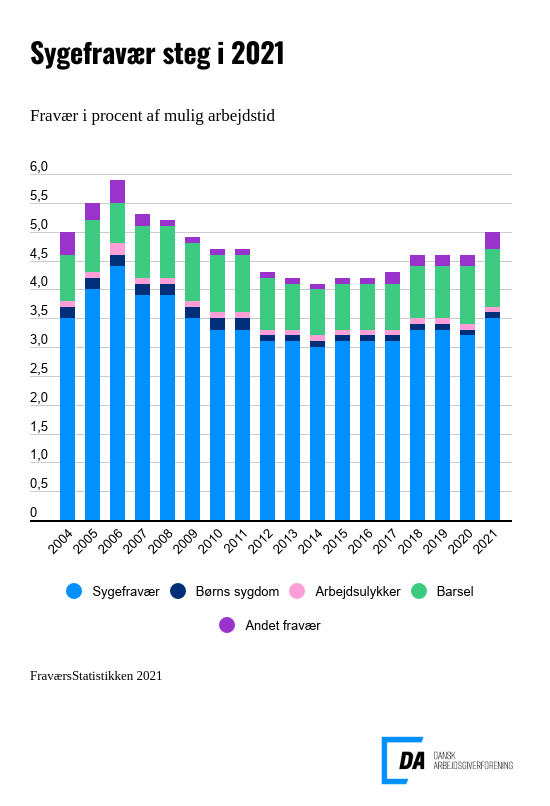 Sygefravær steg i 2021
Fravær i procent af mulig arbejdstid
6,0
5,5
5,0
4,5
4,0
3,5
3,0
2,5
2,0
1,5
1,0
0,5
0
2004 2005 2006 2007 2008 2009 2010 2011 2012 2013 2014 2015 2016 2017 2018 2019 2020 2021
Sygefravær Børns sygdom Arbejdsulykker Barsel
Andet fravær
FraværsStatistikken 2021
DA DANSK
ARBEJDSGIVERFORENING